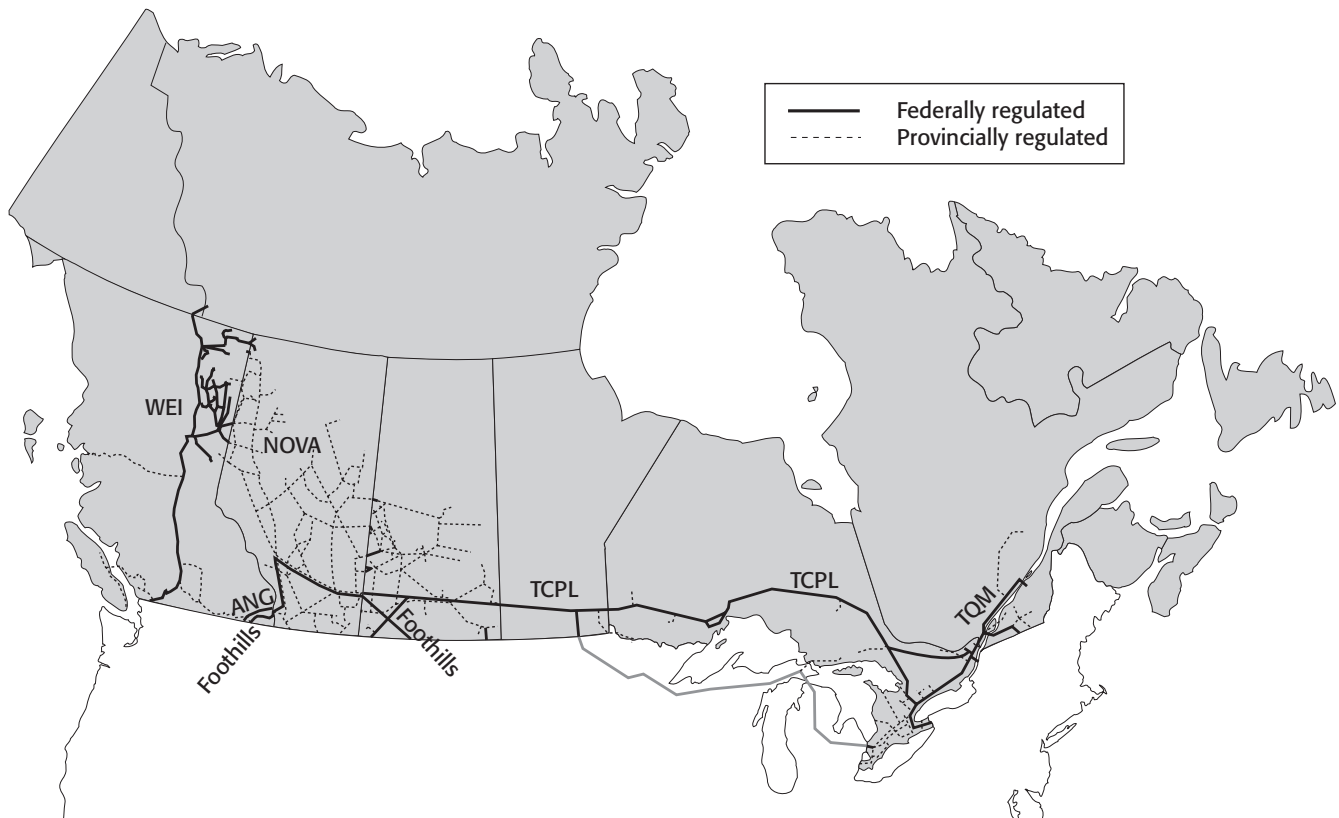 Federally regulated
Provincially regulated
WEI
NOVA
ANG
Foothills
Foothills
TCPL
TCPL
TQM